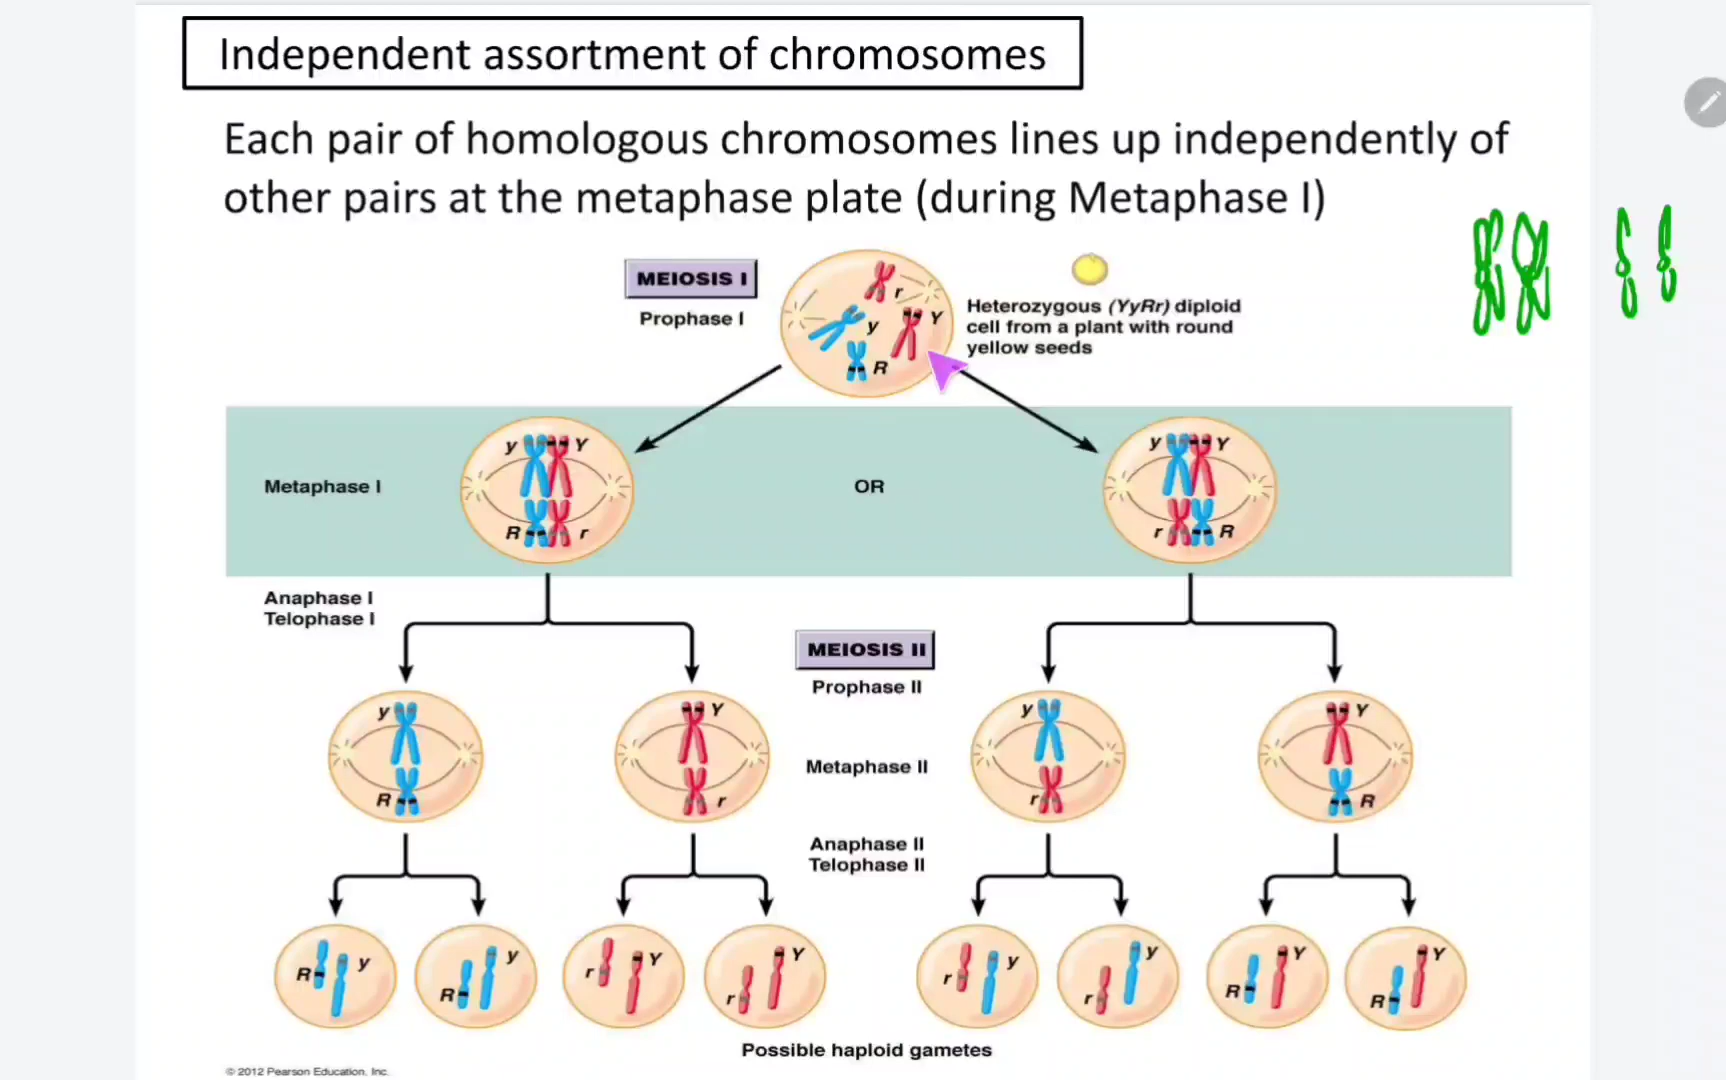 Independent assortment of chromosomes
Each pair of homologous chromosomes lines up independently of
other pairs at the metaphase plate (during Metaphase I)
MEIOSIS I
Prophase I
r
y
Y
R
Heterozygous (YyRr) diploid
cell from a plant with round
yellow seeds
Metaphase I
y Y
R r
OR
y Y
r R
Anaphase I
Telophase I
MEIOSIS II
Prophase II
y
R
Y
r
Metaphase II
y
r
Y
R
Anaphase II
Telophase II
R y
R y
r Y
r Y
r y
r y
R Y
R Y
Possible haploid gametes
© 2012 Pearson Education, Inc.